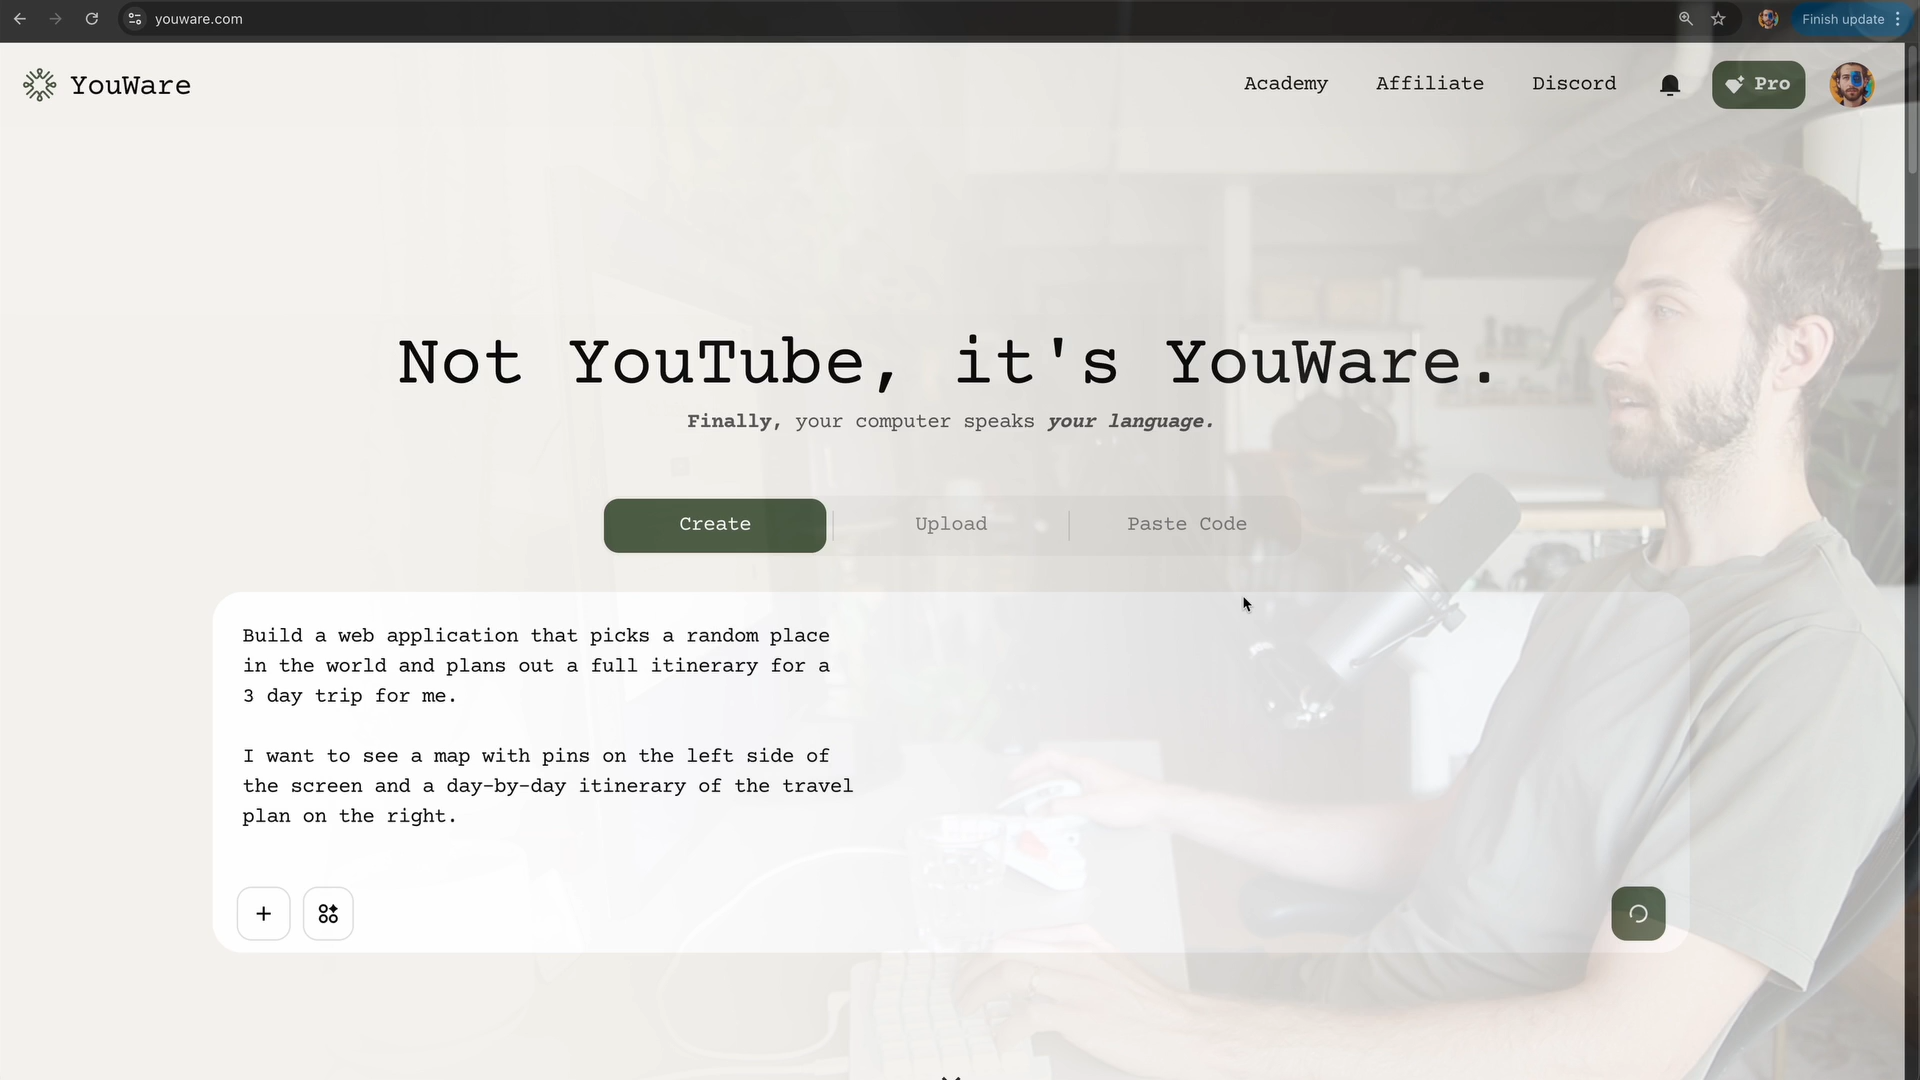 youware.com
Finish update
YouWare
Academy
Affiliate
Discord
Pro
Not YouTube, it's YouWare.
Finally, your computer speaks your language.
Create
Upload
Paste Code
Build a web application that picks a random place
in the world and plans out a full itinerary for a
3 day trip for me.
I want to see a map with pins on the left side of
the screen and a day-by-day itinerary of the travel
plan on the right.